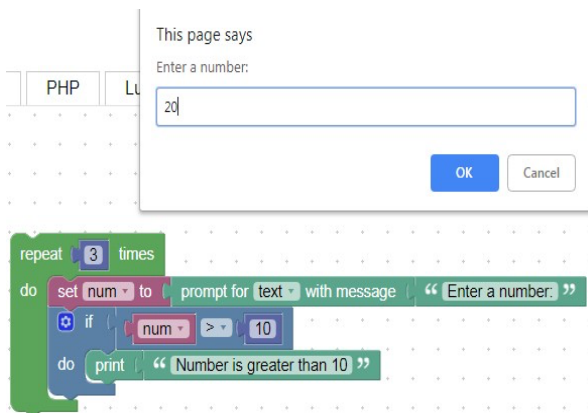 This page says
Enter a number:
20
OK Cancel
PHP
repeat 3 times
do set num to prompt for text with message “ Enter a number: ”
if num > 10
do print “ Number is greater than 10 ”